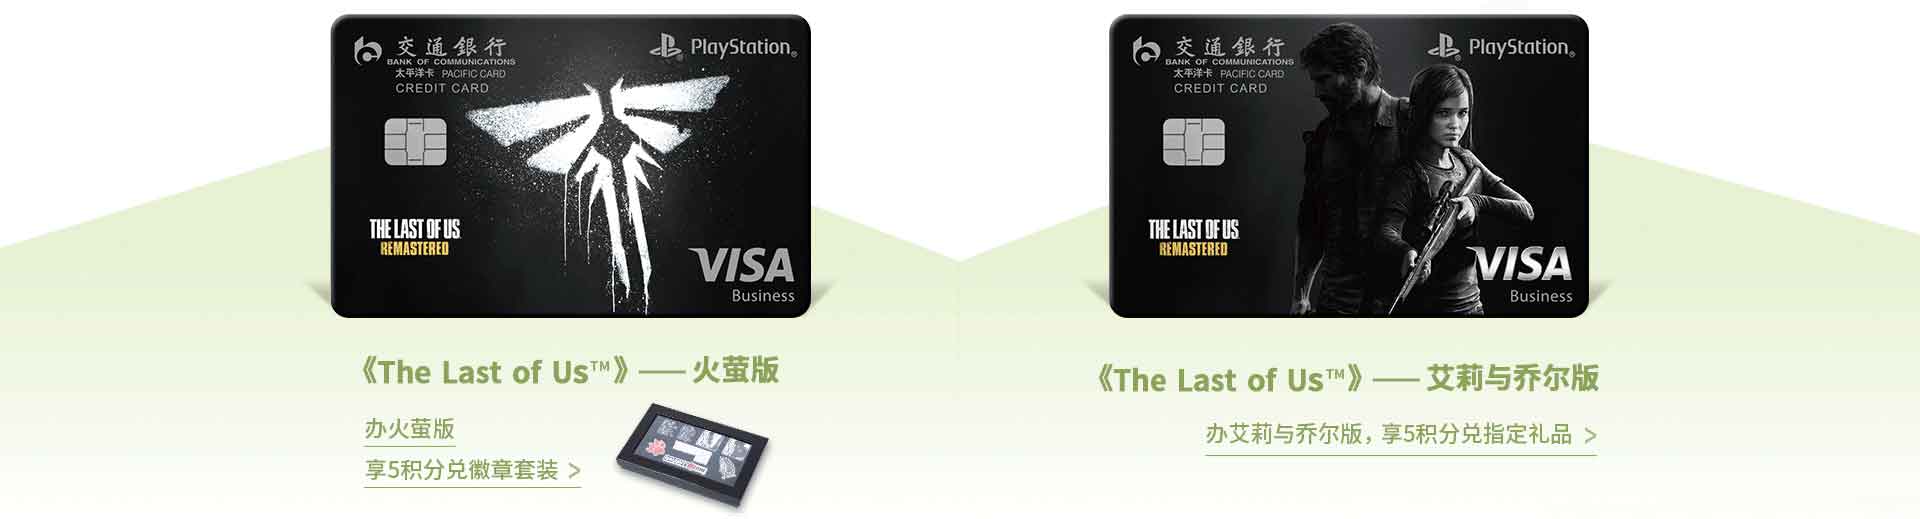 交通銀行
BANK OF COMMUNICATIONS
太平洋卡 PACIFIC CARD
CREDIT CARD
PlayStation®
THE LAST OF US
REMASTERED
VISA
Business
《The Last of Us™》——火萤版
办火萤版
享5积分兑徽章套装 >
交通銀行
BANK OF COMMUNICATIONS
太平洋卡 PACIFIC CARD
CREDIT CARD
PlayStation®
THE LAST OF US
REMASTERED
VISA
Business
《The Last of Us™》——艾莉与乔尔版
办艾莉与乔尔版，享5积分兑指定礼品 >